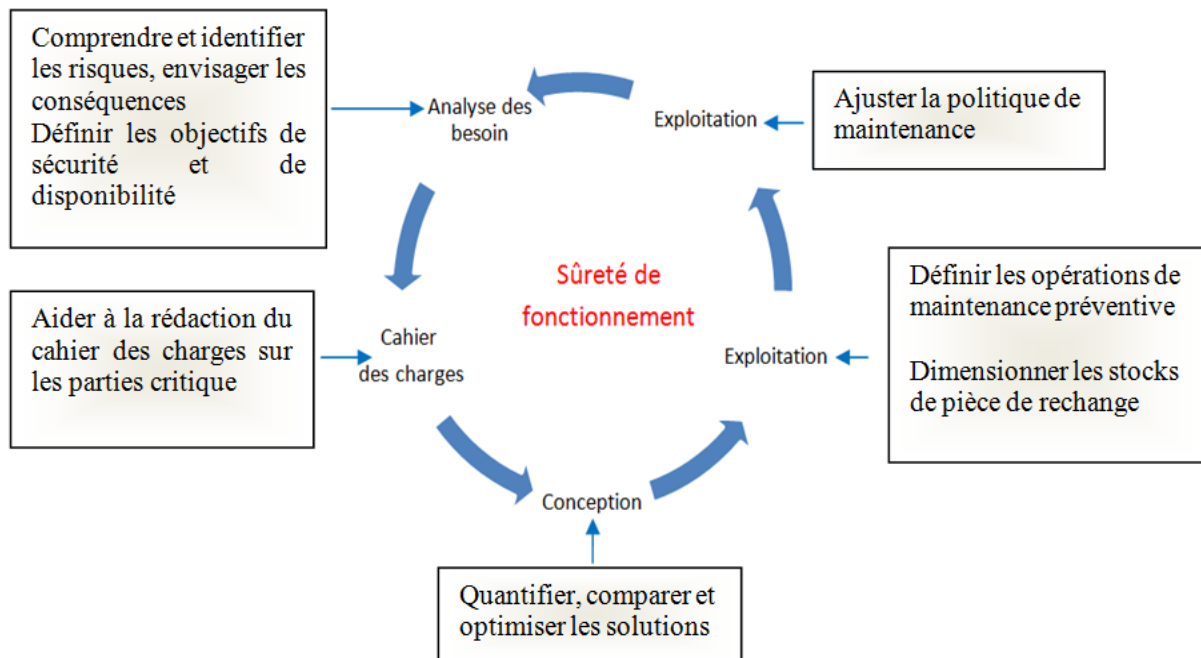 Comprendre et identifier
les risques, envisager les
conséquences
Définir les objectifs de
sécurité et de
disponibilité
Analyse des
besoin
Exploitation
Ajuster la politique de
maintenance
Sûreté de
fonctionnement
Aider à la rédaction du
cahier des charges sur
les parties critique
Cahier
des charges
Exploitation
Définir les opérations de
maintenance préventive
Dimensionner les stocks
de pièce de rechange
Conception
Quantifier, comparer et
optimiser les solutions